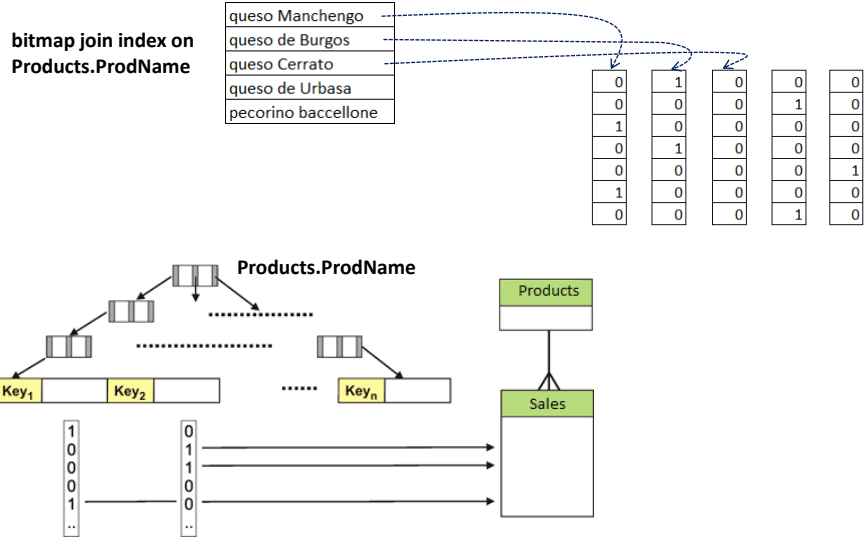 bitmap join index on
Products.ProdName
queso Manchengo
queso de Burgos
queso Cerrato
queso de Urbasa
pecorino baccellone
0 1 0 0 0
0 0 0 1 0
1 0 0 0 0
0 1 0 0 0
0 0 0 0 1
1 0 0 0 0
0 0 0 1 0
Products.ProdName
Products
Key1 Key2 ...... Keyn
Sales
1 0
0 1
0 1
0 0
1 0
.. ..